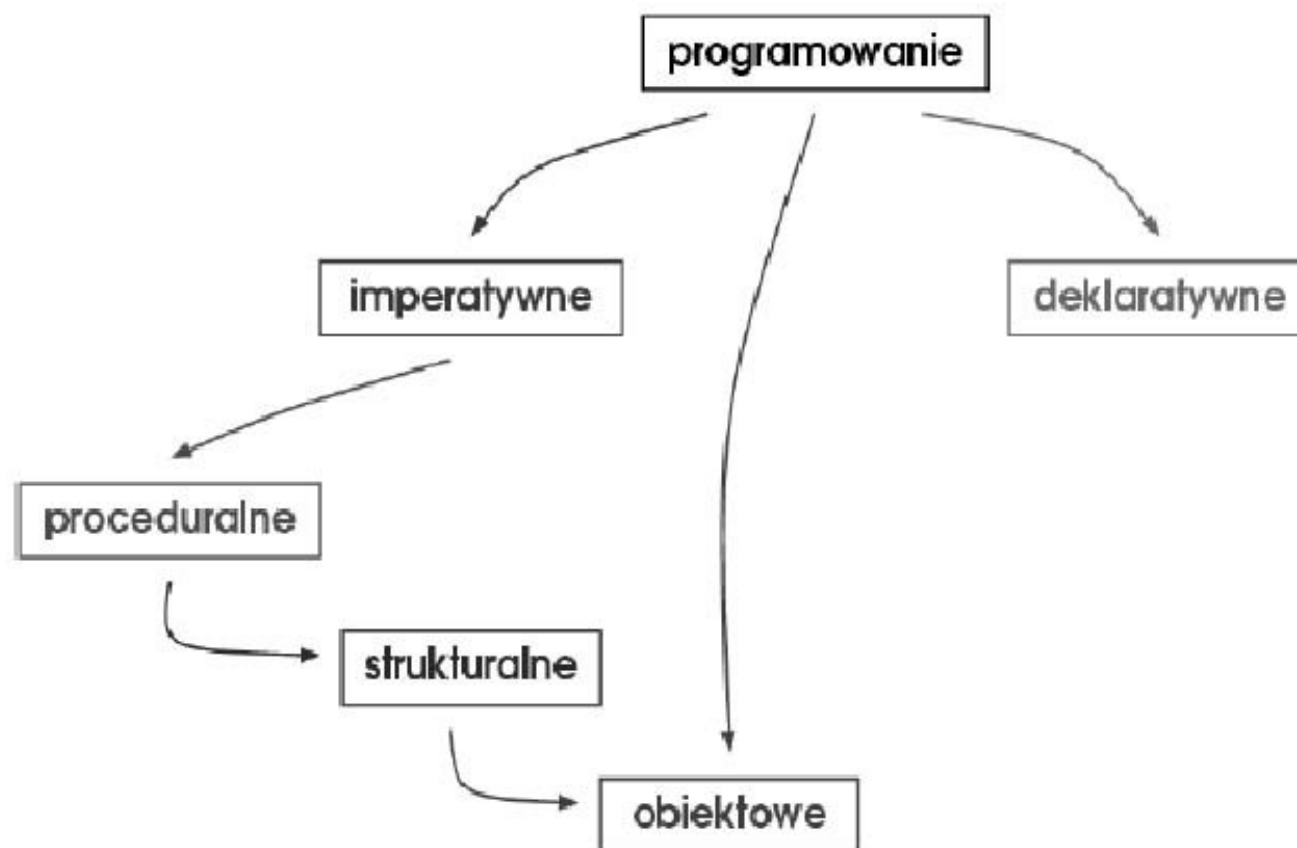 programowanie
imperatywne
deklaratywne
proceduralne
strukturalne
obiektowe